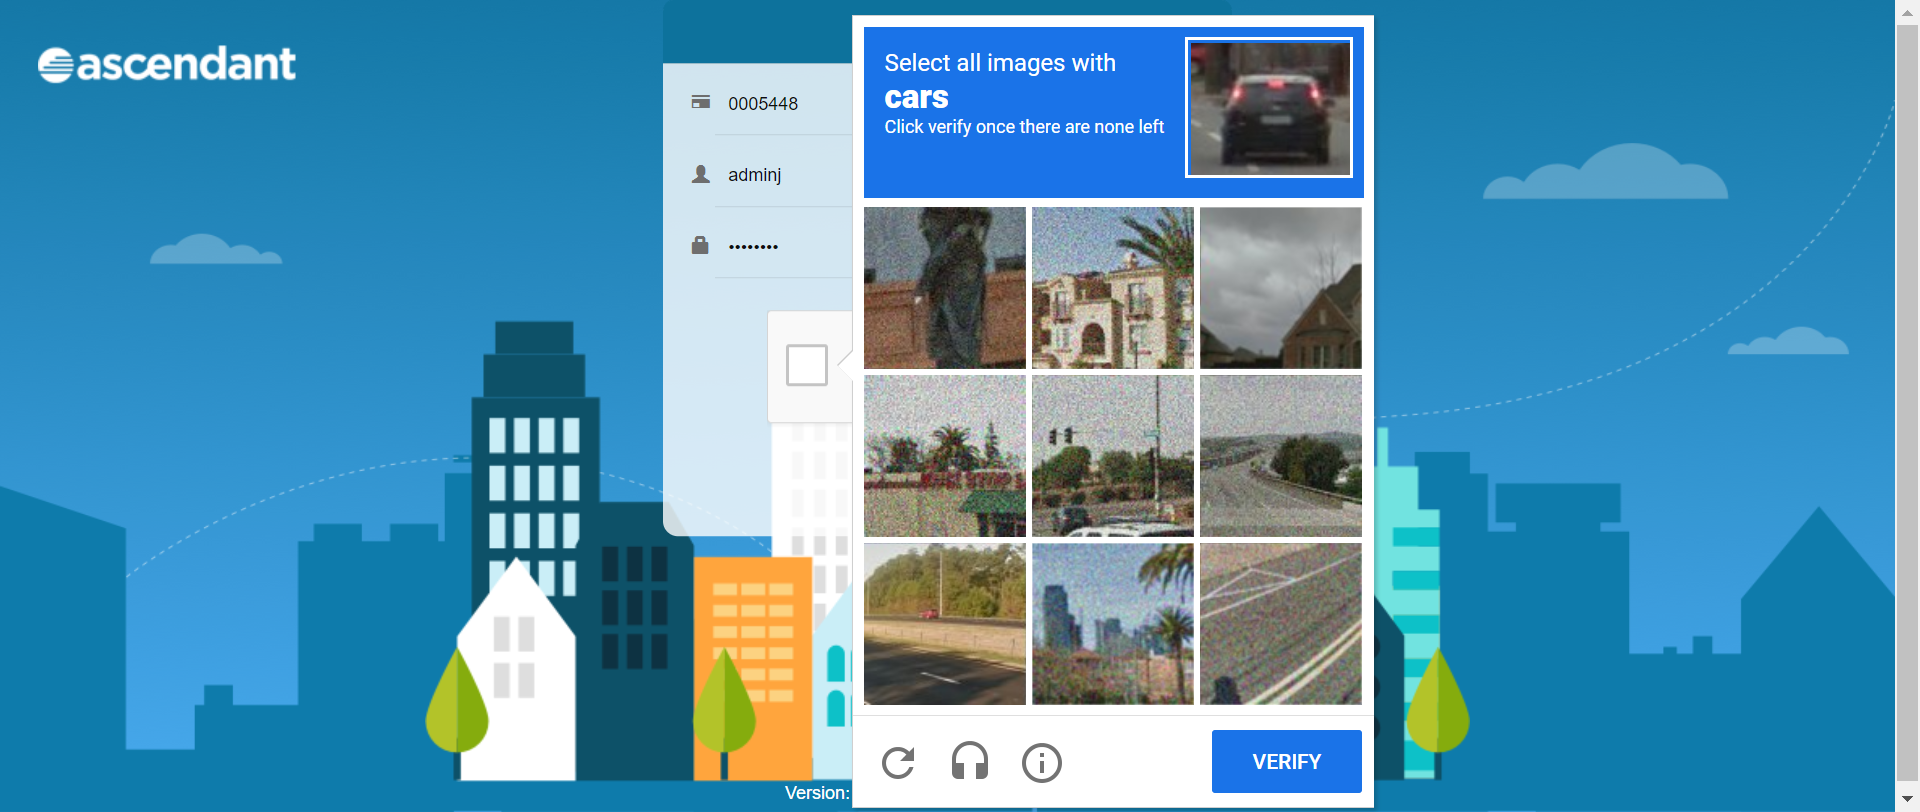 ascendant
0005448
adminj
••••••••
Select all images with
cars
Click verify once there are none left
VERIFY
Version: